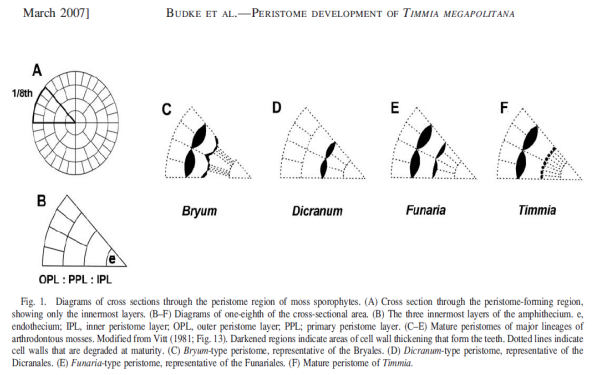 March 2007]
BUDKE ET AL.—PERISTOME DEVELOPMENT OF TIMMIA MEGAPOLITANA
A
1/8th
B
e
OPL : PPL : IPL
C
Bryum
D
Dicranum
E
Funaria
F
Timmia
Fig. 1. Diagrams of cross sections through the peristome region of moss sporophytes. (A) Cross section through the peristome-forming region,
showing only the innermost layers. (B–F) Diagrams of one-eighth of the cross-sectional area. (B) The three innermost layers of the amphithecium. e,
endothecium; IPL, inner peristome layer; OPL, outer peristome layer; PPL; primary peristome layer. (C–E) Mature peristomes of major lineages of
arthrodontous mosses. Modified from Vitt (1981; Fig. 13). Darkened regions indicate areas of cell wall thickening that form the teeth. Dotted lines indicate
cell walls that are degraded at maturity. (C) Bryum-type peristome, representative of the Bryales. (D) Dicranum-type peristome, representative of the
Dicranales. (E) Funaria-type peristome, representative of the Funariales. (F) Mature peristome of Timmia.